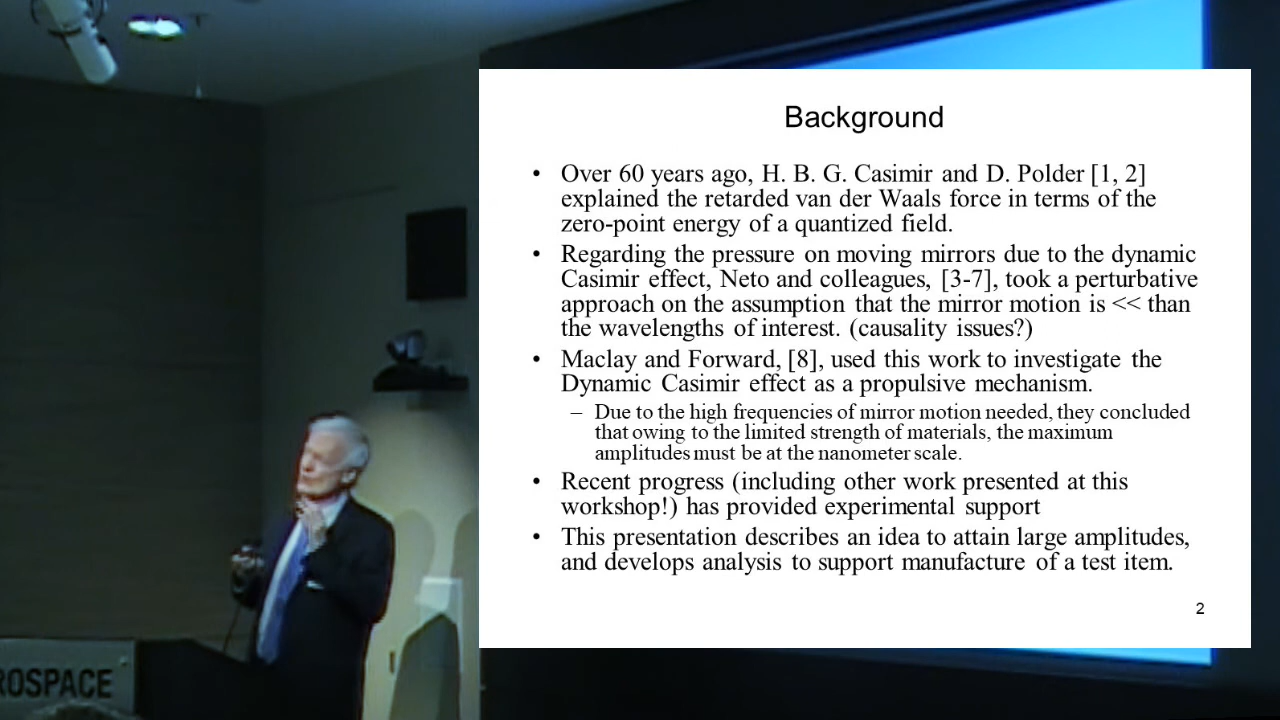 Background
• Over 60 years ago, H. B. G. Casimir and D. Polder [1, 2]
explained the retarded van der Waals force in terms of the
zero-point energy of a quantized field.
• Regarding the pressure on moving mirrors due to the dynamic
Casimir effect, Neto and colleagues, [3-7], took a perturbative
approach on the assumption that the mirror motion is << than
the wavelengths of interest. (causality issues?)
• Maclay and Forward, [8], used this work to investigate the
Dynamic Casimir effect as a propulsive mechanism.
– Due to the high frequencies of mirror motion needed, they concluded
that owing to the limited strength of materials, the maximum
amplitudes must be at the nanometer scale.
• Recent progress (including other work presented at this
workshop!) has provided experimental support
• This presentation describes an idea to attain large amplitudes,
and develops analysis to support manufacture of a test item.
2
ROSPACE